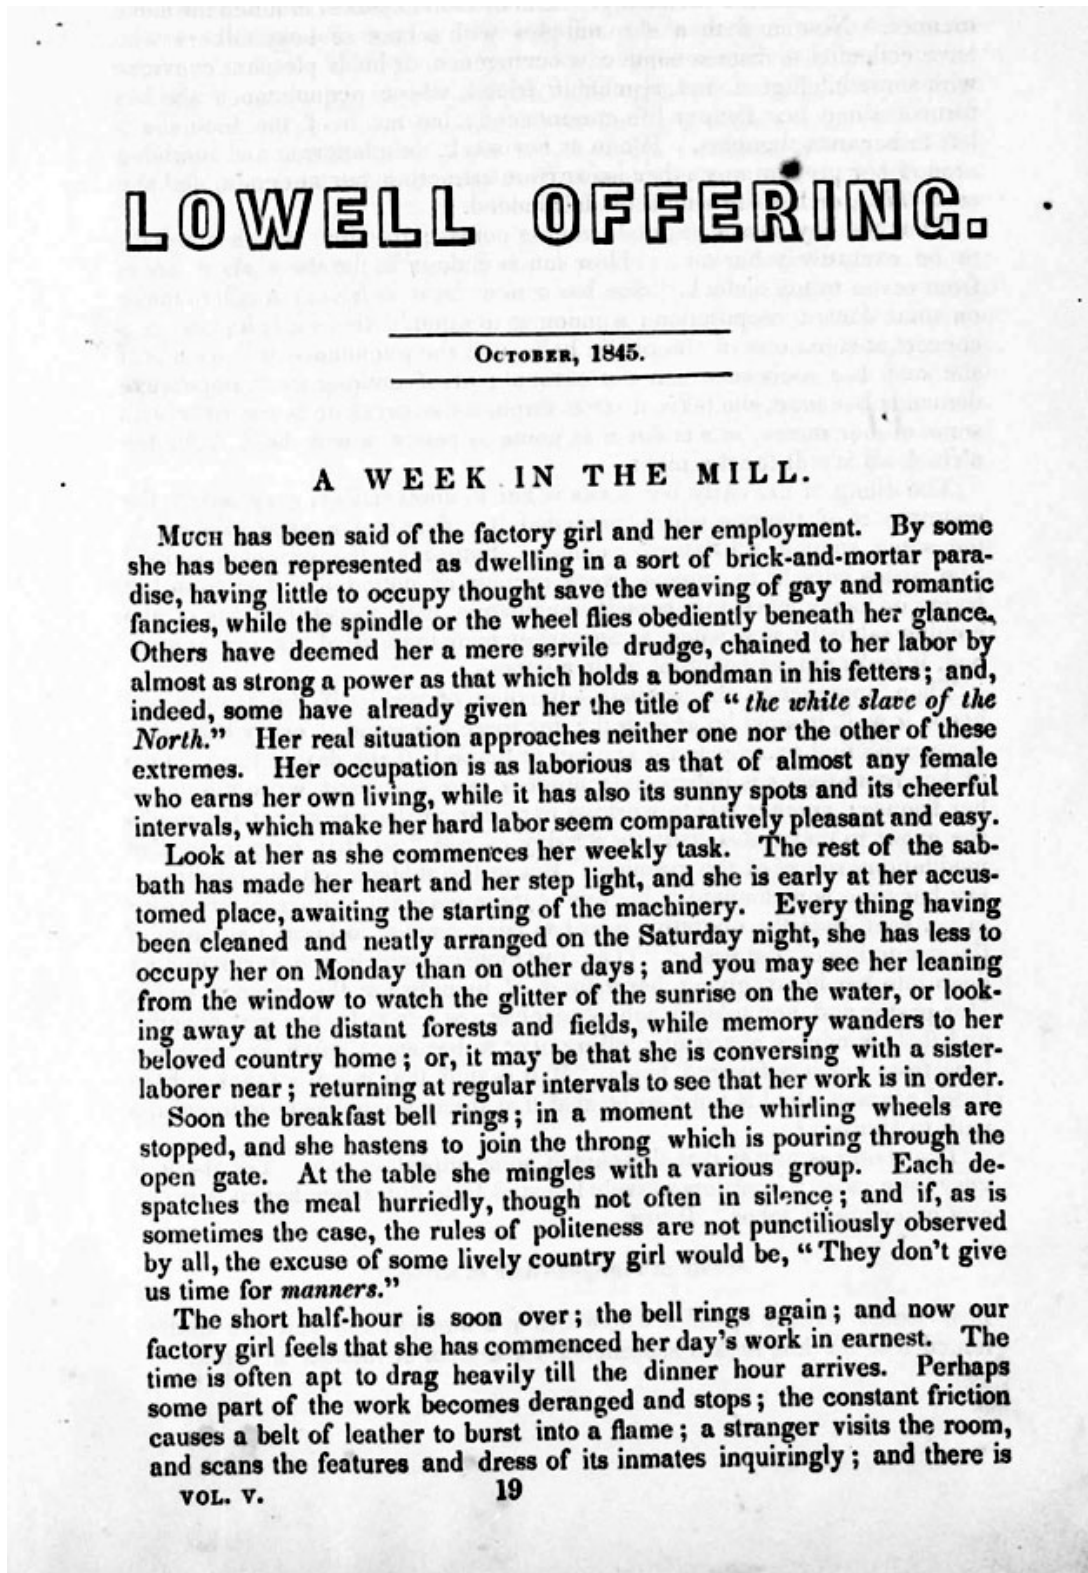 LOWELL OFFERING.
OCTOBER, 1845.
A WEEK IN THE MILL.
MUCH has been said of the factory girl and her employment. By some
she has been represented as dwelling in a sort of brick-and-mortar para-
dise, having little to occupy thought save the weaving of gay and romantic
fancies, while the spindle or the wheel flies obediently beneath her glance.
Others have deemed her a mere servile drudge, chained to her labor by
almost as strong a power as that which holds a bondman in his fetters; and,
indeed, some have already given her the title of "the white slave of the
North." Her real situation approaches neither one nor the other of these
extremes. Her occupation is as laborious as that of almost any female
who earns her own living, while it has also its sunny spots and its cheerful
intervals, which make her hard labor seem comparatively pleasant and easy.
Look at her as she commences her weekly task. The rest of the sab-
bath has made her heart and her step light, and she is early at her accus-
tomed place, awaiting the starting of the machinery. Every thing having
been cleaned and neatly arranged on the Saturday night, she has less to
occupy her on Monday than on other days; and you may see her leaning
from the window to watch the glitter of the sunrise on the water, or look-
ing away at the distant forests and fields, while memory wanders to her
beloved country home; or, it may be that she is conversing with a sister-
laborer near; returning at regular intervals to see that her work is in order.
Soon the breakfast bell rings; in a moment the whirling wheels are
stopped, and she hastens to join the throng which is pouring through the
open gate. At the table she mingles with a various group. Each de-
spatches the meal hurriedly, though not often in silence; and if, as is
sometimes the case, the rules of politeness are not punctiliously observed
by all, the excuse of some lively country girl would be, "They don't give
us time for manners."
The short half-hour is soon over; the bell rings again; and now our
factory girl feels that she has commenced her day's work in earnest. The
time is often apt to drag heavily till the dinner hour arrives. Perhaps
some part of the work becomes deranged and stops; the constant friction
causes a belt of leather to burst into a flame; a stranger visits the room,
and scans the features and dress of its inmates inquiringly; and there is
VOL. V. 19